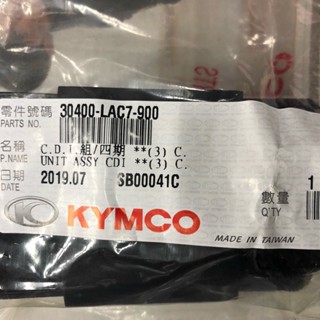 零件號碼 30400-LAC7-900
PARTS NO.
名稱 C.D.I.組/四期 **(3) C.
P.NAME UNIT ASSY CDI **(3) C.
日期 2019.07 SB00041C
DATE
數量 1
Q'TY
KYMCO
MADE IN TAIWAN